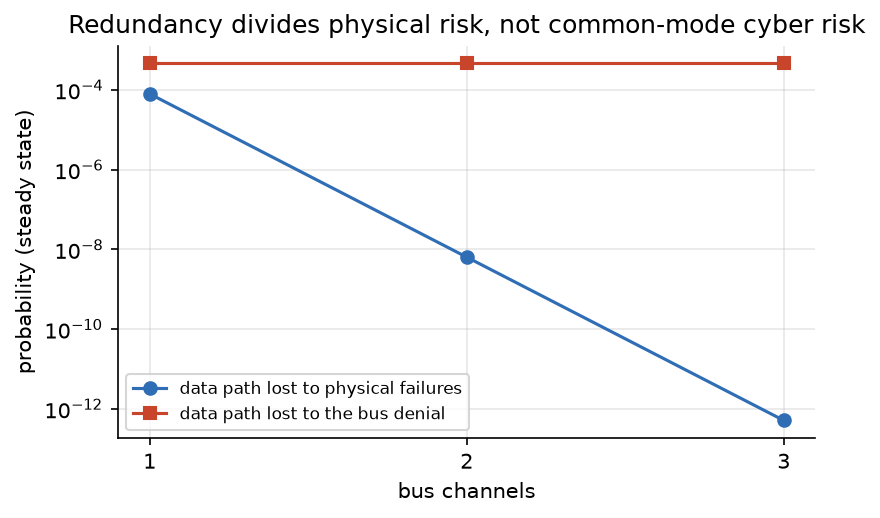 Redundancy divides physical risk, not common-mode cyber risk
probability (steady state)
10⁻⁴
10⁻⁶
10⁻⁸
10⁻¹⁰
10⁻¹²
data path lost to physical failures
data path lost to the bus denial
1
2
3
bus channels